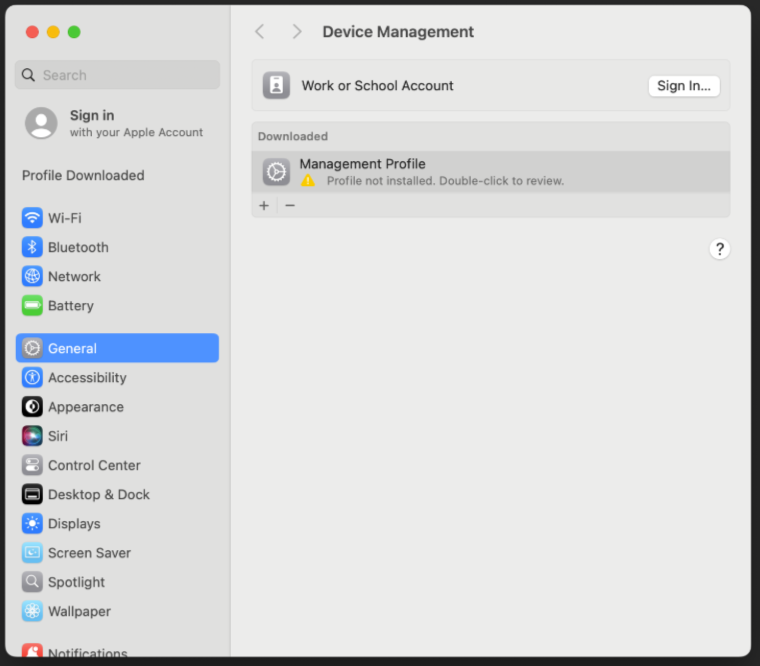 Device Management
Search
Sign in
with your Apple Account
Profile Downloaded
Wi-Fi
Bluetooth
Network
Battery
General
Accessibility
Appearance
Siri
Control Center
Desktop & Dock
Displays
Screen Saver
Spotlight
Wallpaper
Notifications
Work or School Account
Sign In...
Downloaded
Management Profile
Profile not installed. Double-click to review.
+ −
?